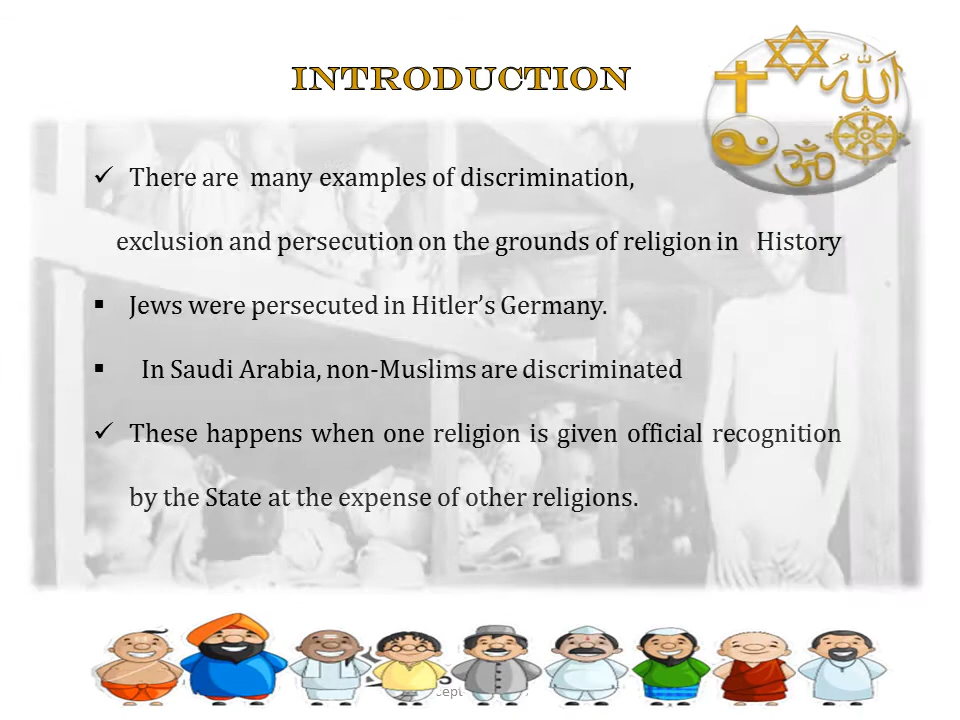 INTRODUCTION
الله
✓ There are many examples of discrimination,
exclusion and persecution on the grounds of religion in History
▪ Jews were persecuted in Hitler’s Germany.
▪ In Saudi Arabia, non-Muslims are discriminated
✓ These happens when one religion is given official recognition
by the State at the expense of other religions.